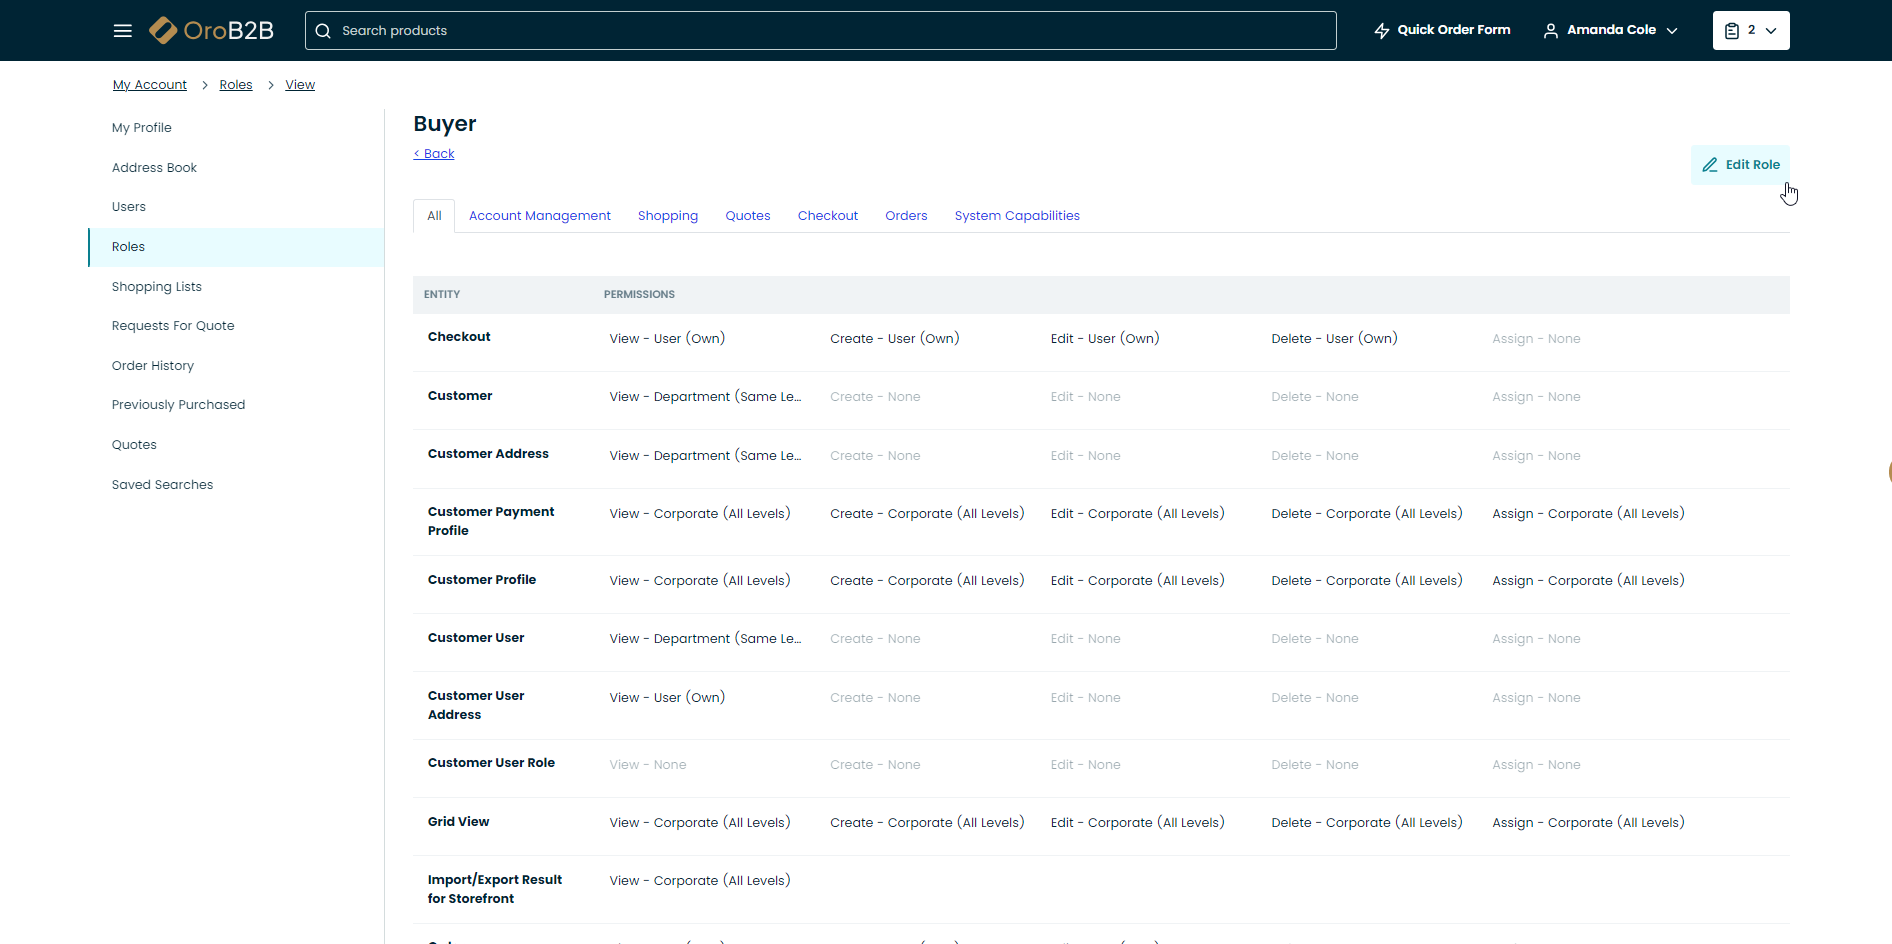 OroB2B
Search products
Quick Order Form
Amanda Cole
2
My Account > Roles > View
My Profile
Address Book
Users
Roles
Shopping Lists
Requests For Quote
Order History
Previously Purchased
Quotes
Saved Searches
Buyer
< Back
Edit Role
All Account Management Shopping Quotes Checkout Orders System Capabilities
ENTITY PERMISSIONS
Checkout View - User (Own) Create - User (Own) Edit - User (Own) Delete - User (Own) Assign - None
Customer View - Department (Same Le... Create - None Edit - None Delete - None Assign - None
Customer Address View - Department (Same Le... Create - None Edit - None Delete - None Assign - None
Customer Payment
Profile View - Corporate (All Levels) Create - Corporate (All Levels) Edit - Corporate (All Levels) Delete - Corporate (All Levels) Assign - Corporate (All Levels)
Customer Profile View - Corporate (All Levels) Create - Corporate (All Levels) Edit - Corporate (All Levels) Delete - Corporate (All Levels) Assign - Corporate (All Levels)
Customer User View - Department (Same Le... Create - None Edit - None Delete - None Assign - None
Customer User
Address View - User (Own) Create - None Edit - None Delete - None Assign - None
Customer User Role View - None Create - None Edit - None Delete - None Assign - None
Grid View View - Corporate (All Levels) Create - Corporate (All Levels) Edit - Corporate (All Levels) Delete - Corporate (All Levels) Assign - Corporate (All Levels)
Import/Export Result
for Storefront View - Corporate (All Levels)